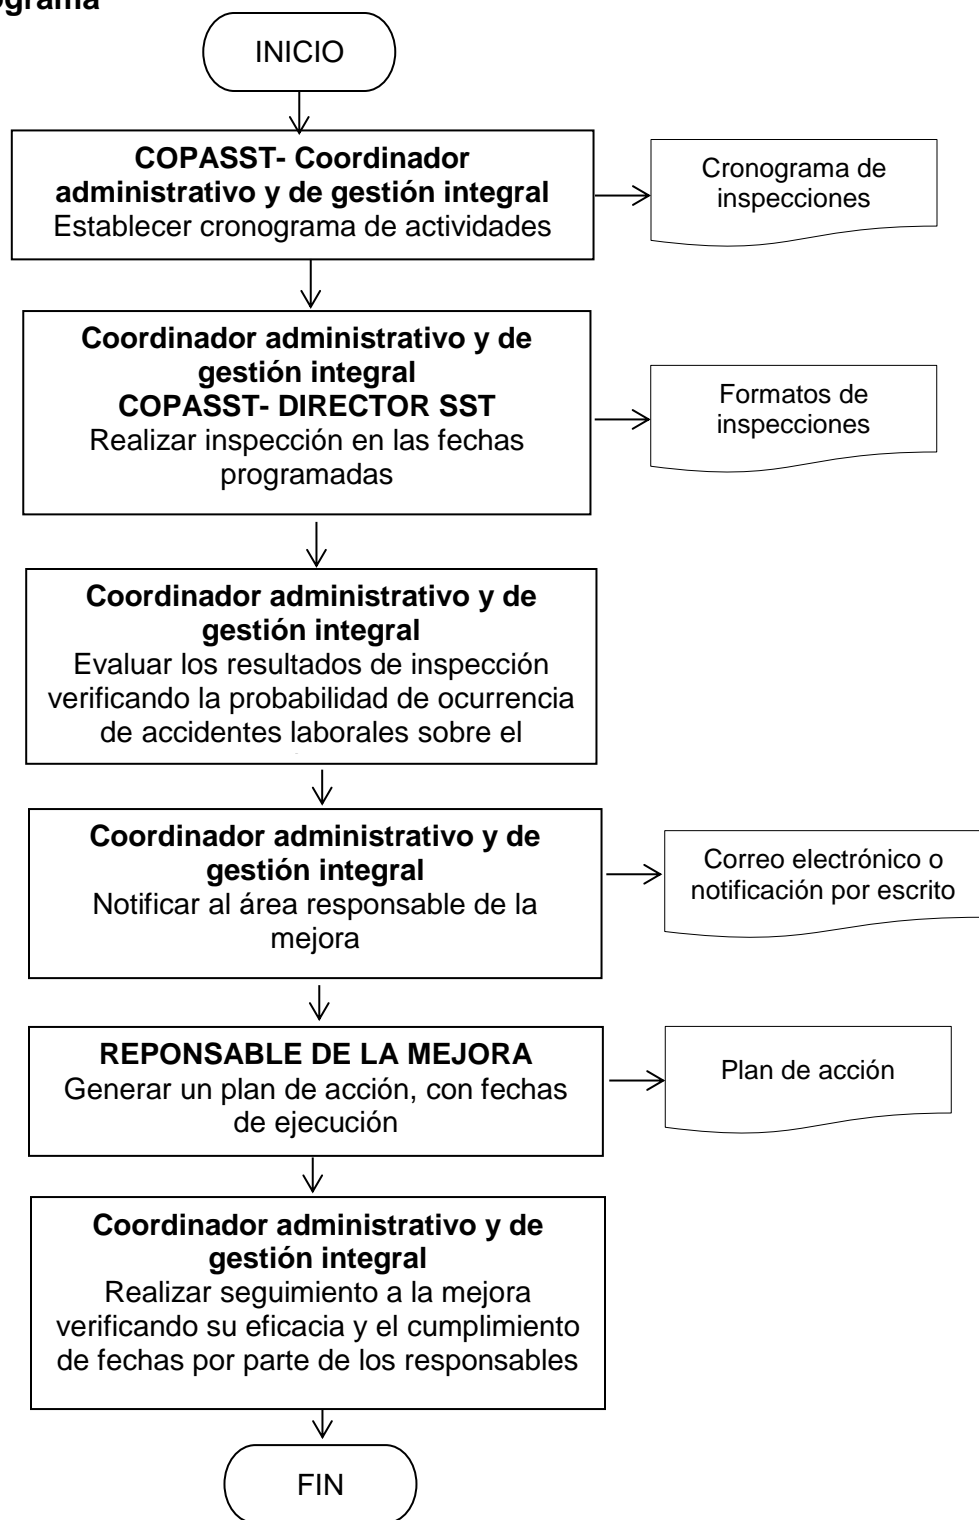 INICIO
COPASST- Coordinador
administrativo y de gestión integral
Establecer cronograma de actividades
Cronograma de
inspecciones
Coordinador administrativo y de
gestión integral
COPASST- DIRECTOR SST
Realizar inspección en las fechas
programadas
Formatos de
inspecciones
Coordinador administrativo y de
gestión integral
Evaluar los resultados de inspección
verificando la probabilidad de ocurrencia
de accidentes laborales sobre el
Coordinador administrativo y de
gestión integral
Notificar al área responsable de la
mejora
Correo electrónico o
notificación por escrito
REPONSABLE DE LA MEJORA
Generar un plan de acción, con fechas
de ejecución
Plan de acción
Coordinador administrativo y de
gestión integral
Realizar seguimiento a la mejora
verificando su eficacia y el cumplimiento
de fechas por parte de los responsables
FIN